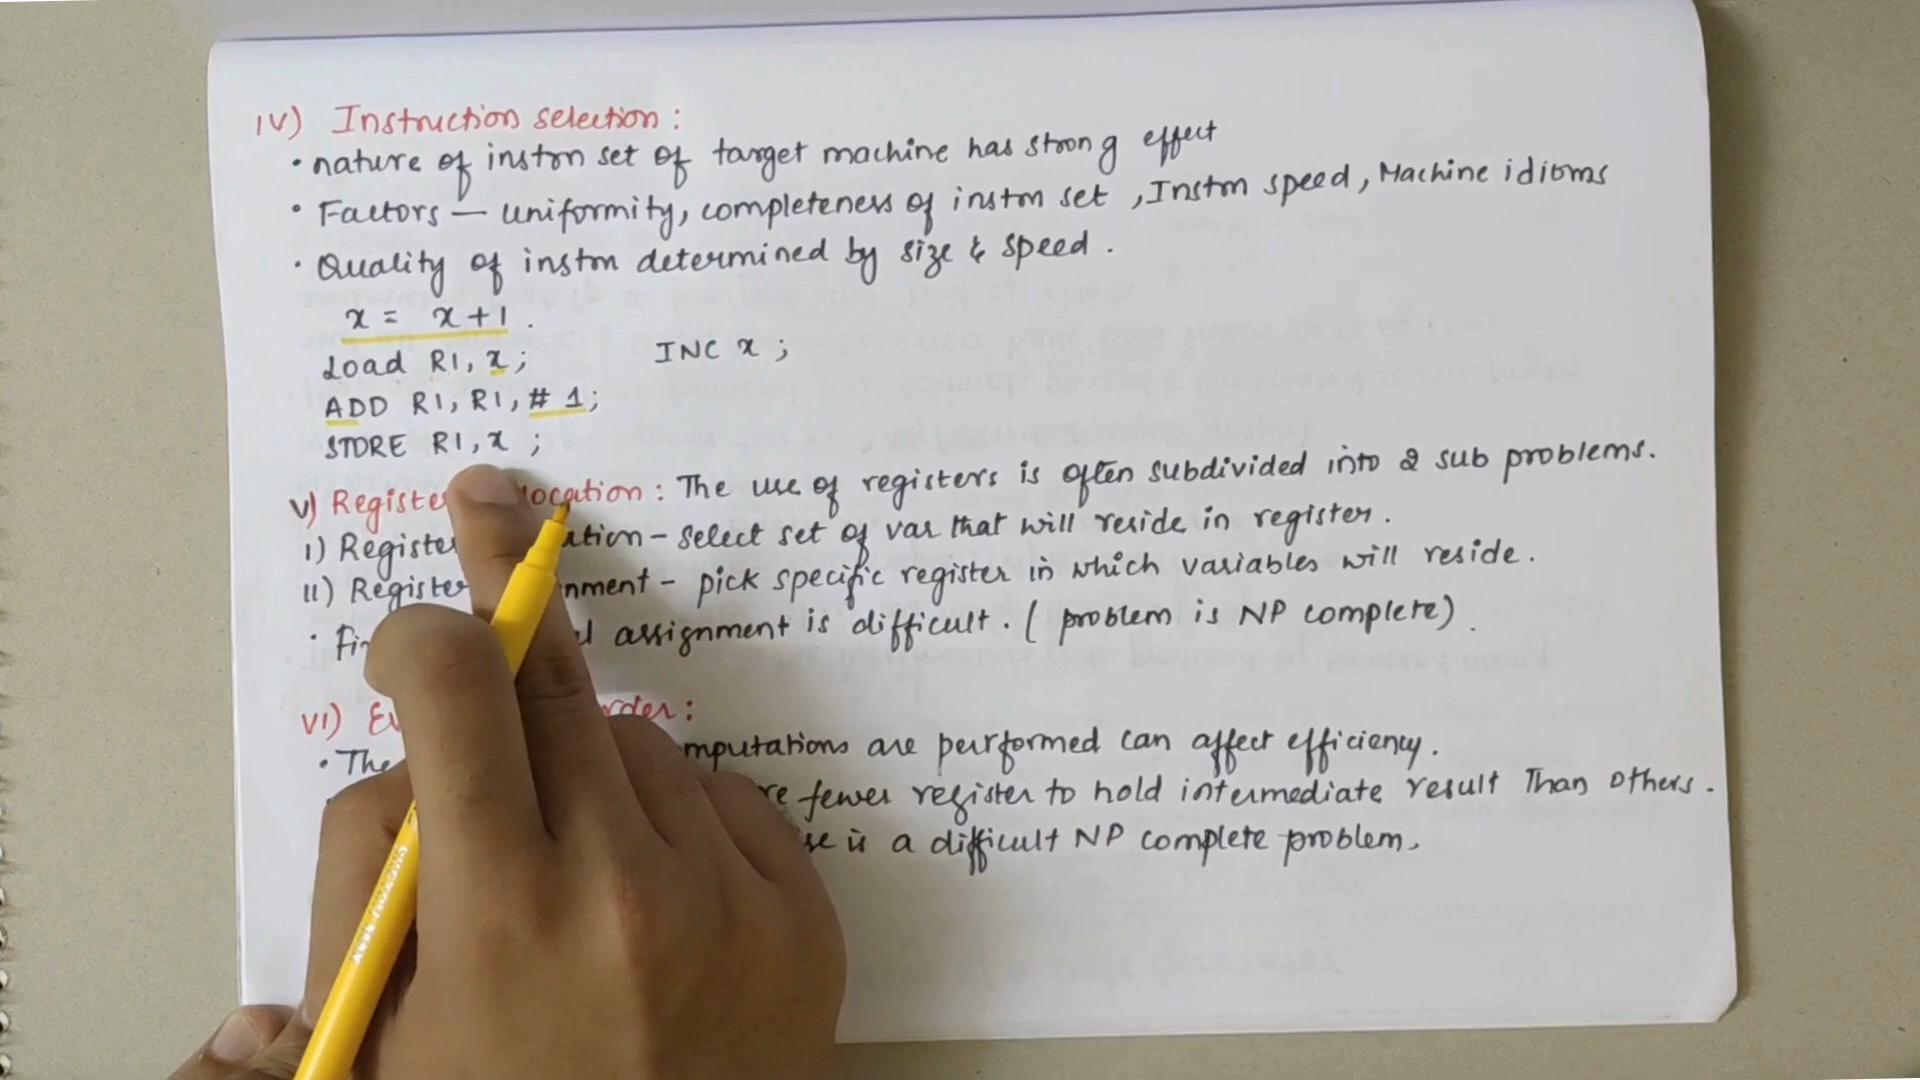 IV) Instruction selection :
• nature of instrn set of target machine has strong effect
• Factors — uniformity, completeness of instrn set , Instrn speed, Machine idioms
• Quality of instrn determined by size & speed .
x = x+1 .
Load R1, x ; INC x ;
ADD R1, R1, # 1;
STORE R1, x ;
V) Registe location : The use of registers is often subdivided into 2 sub problems.
I) Registe ation - select set of var that will reside in register .
II) Register nment - pick specific register in which variables will reside .
• assignment is difficult . ( problem is NP complete) .
VI) rder :
• The mputations are performed can affect efficiency .
re fewer register to hold intermediate result Than others .
se is a difficult NP complete problem.